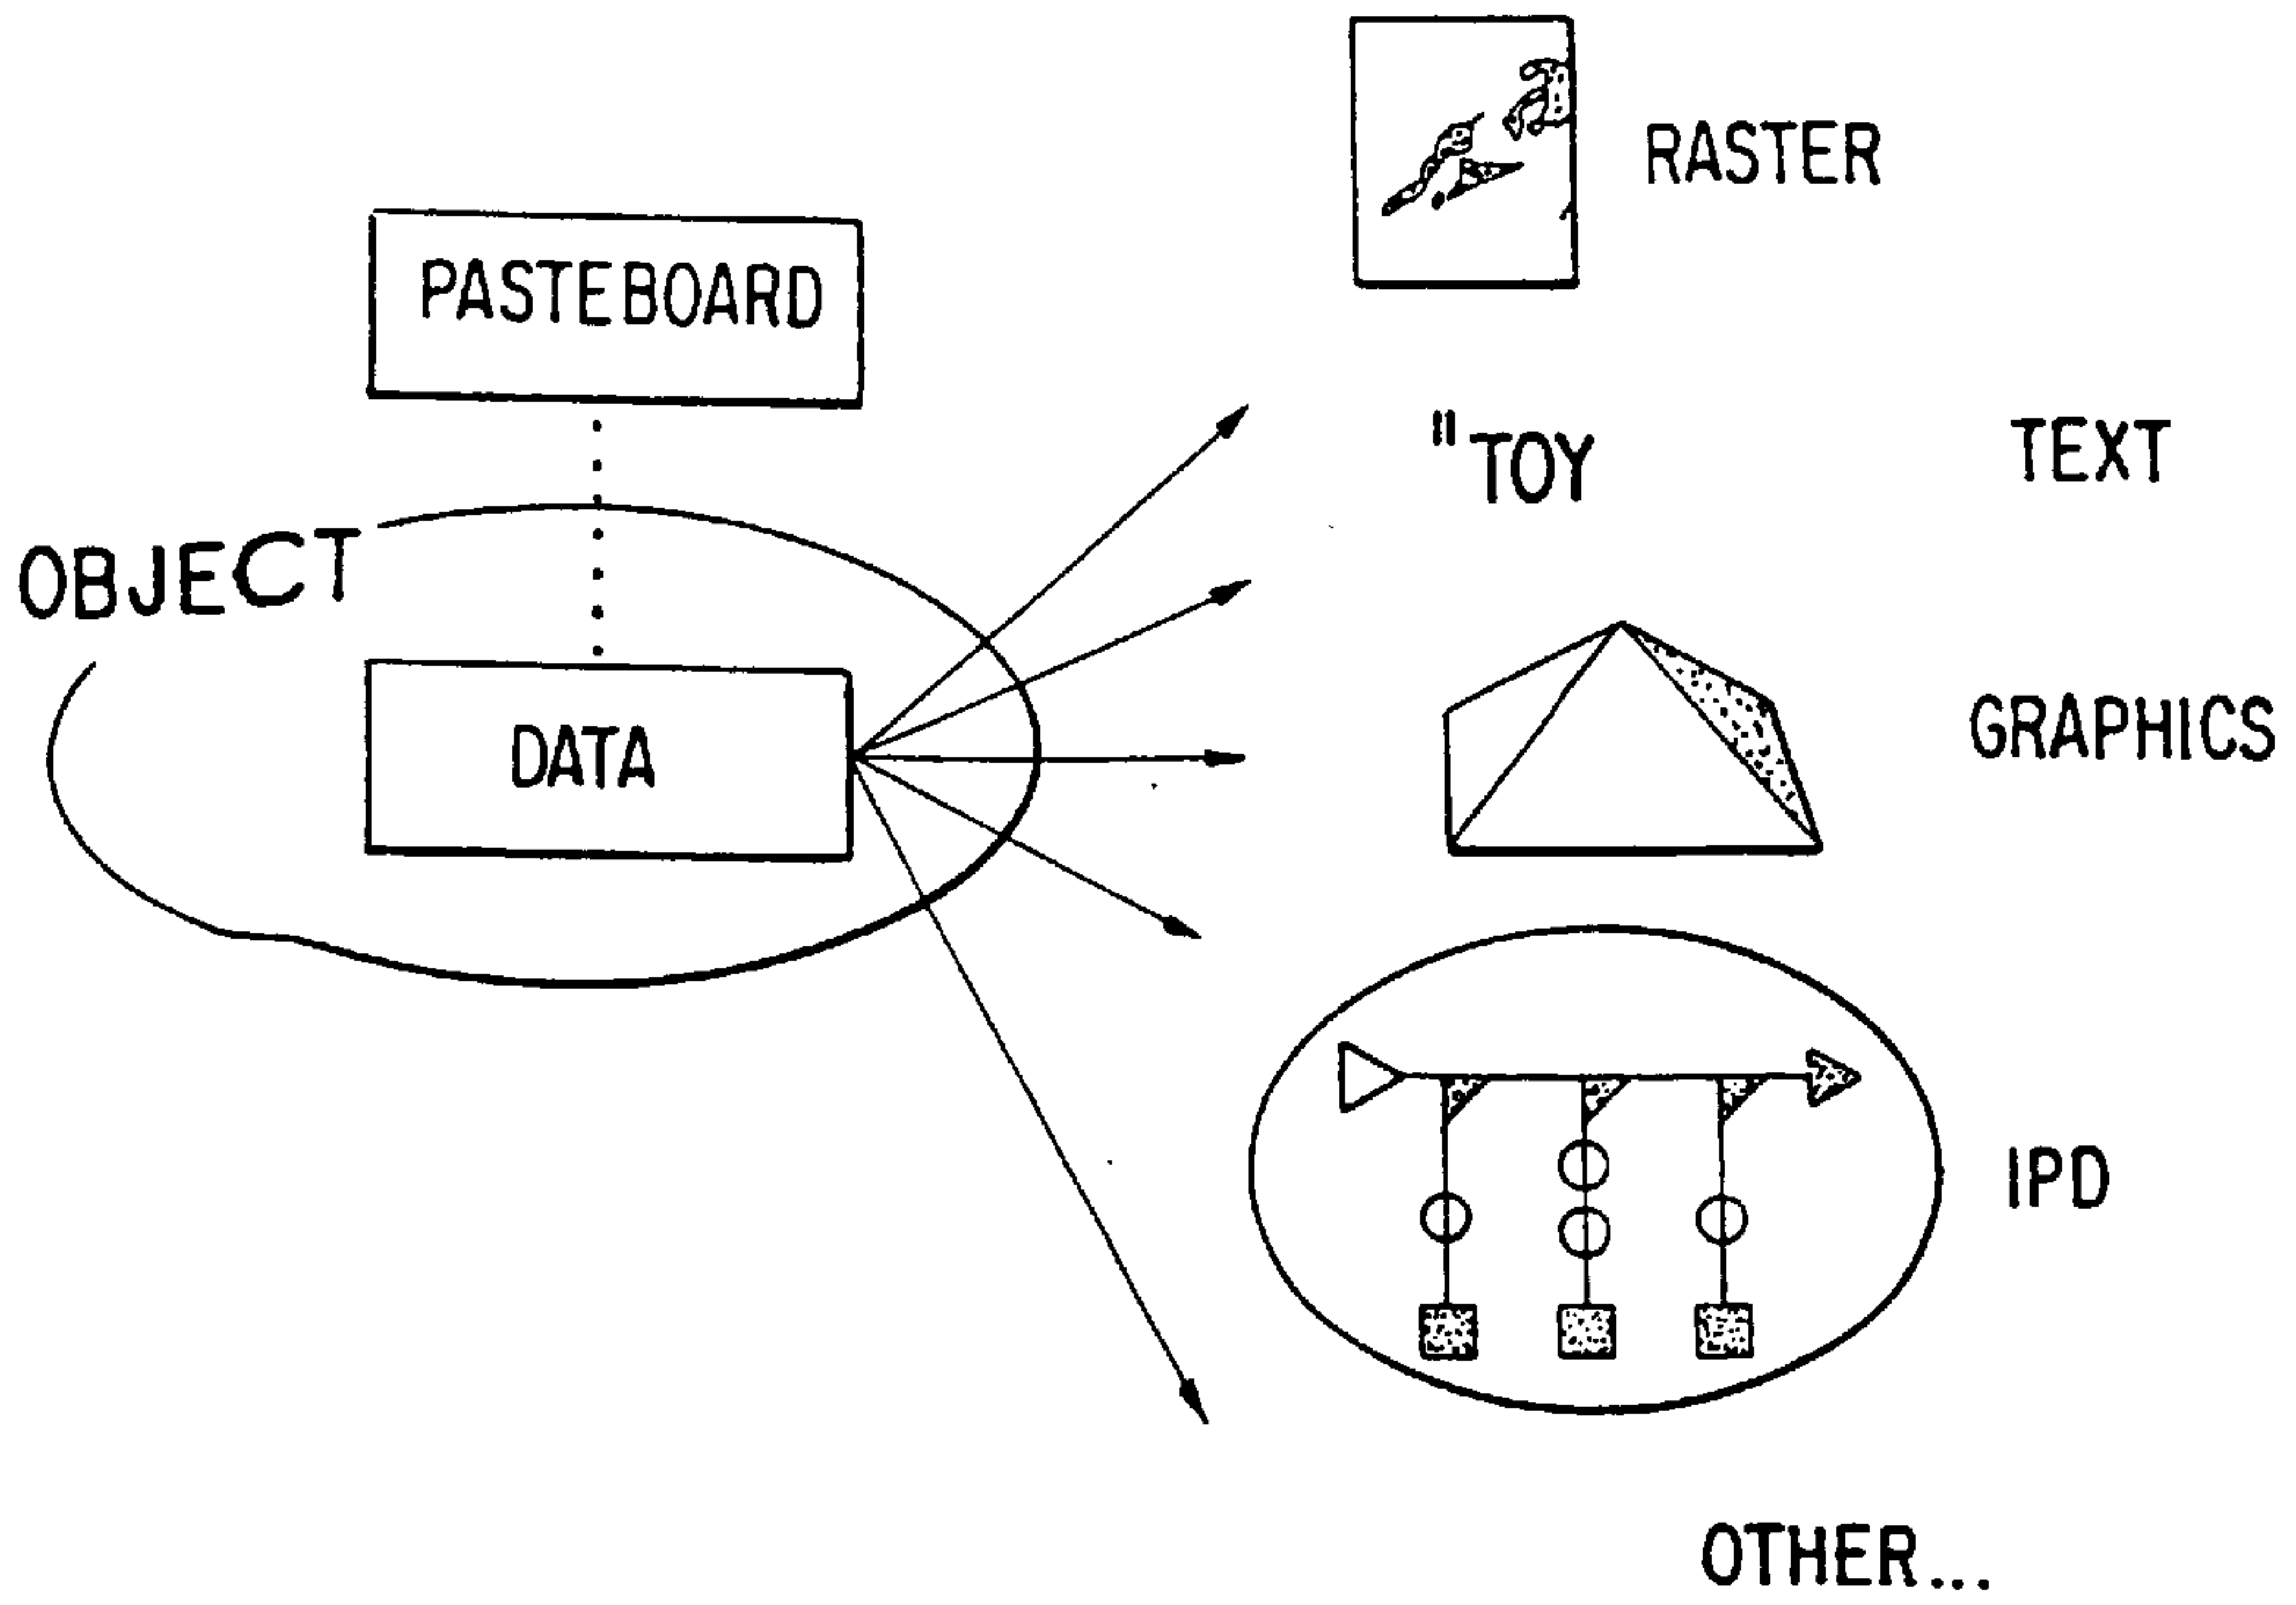 RASTER
PASTEBOARD
"TOY
TEXT
OBJECT
DATA
GRAPHICS
IPD
OTHER...